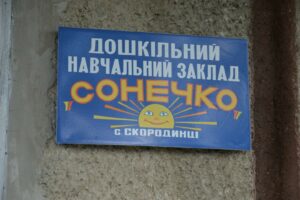 ДОШКІЛЬНИЙ
НАВЧАЛЬНИЙ ЗАКЛАД
СОНЕЧКО
с СКОРОДИНЦІ